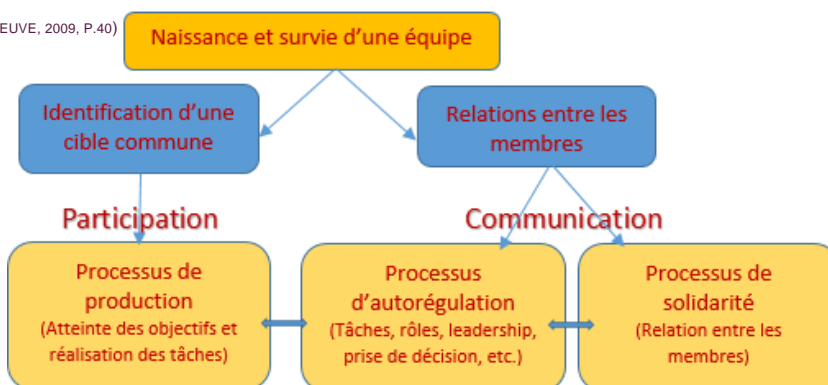 EUVE, 2009, P.40)
Naissance et survie d’une équipe
Identification d’une
cible commune
Relations entre les
membres
Participation
Communication
Processus de
production
(Atteinte des objectifs et
réalisation des tâches)
Processus
d’autorégulation
(Tâches, rôles, leadership,
prise de décision, etc.)
Processus de
solidarité
(Relation entre les
membres)